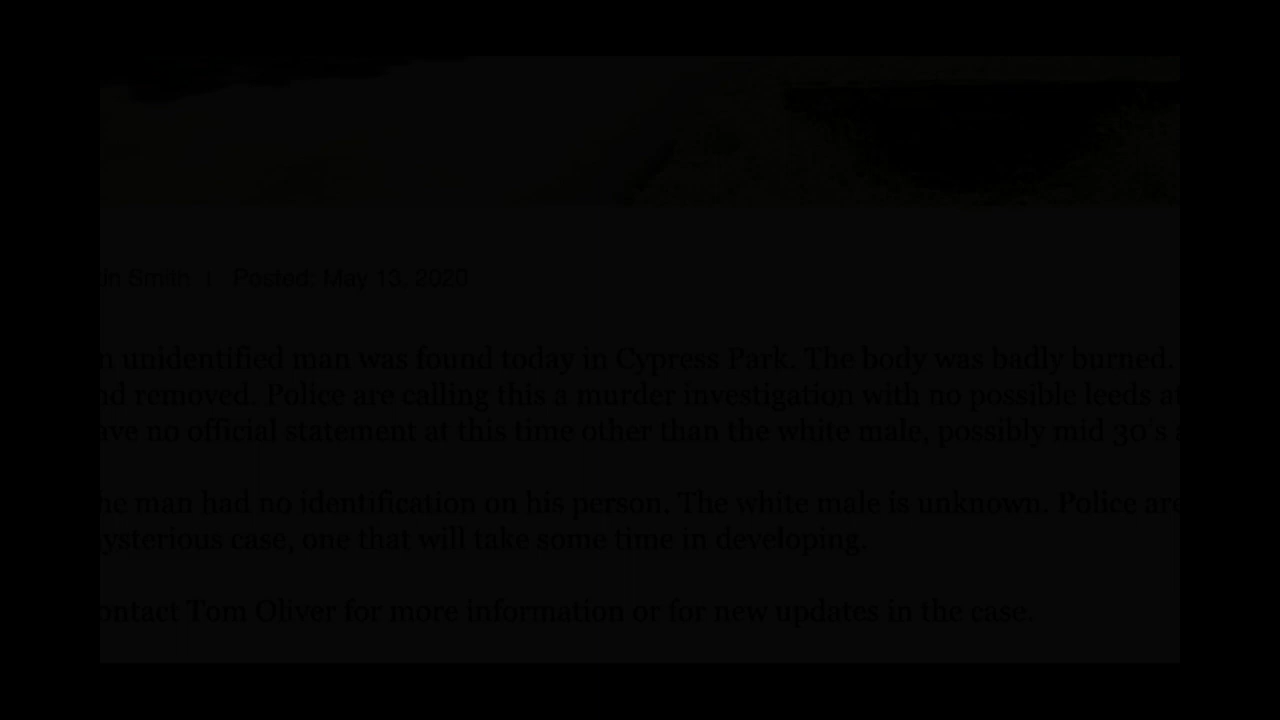 in Smith | Posted: May 13, 2020
n unidentified man was found today in Cypress Park. The body was badly burned.
nd removed. Police are calling this a murder investigation with no possible leeds at
ave no official statement at this time other than the white male, possibly mid 30's a
he man had no identification on his person. The white male is unknown. Police are
ysterious case, one that will take some time in developing.
ontact Tom Oliver for more information or for new updates in the case.